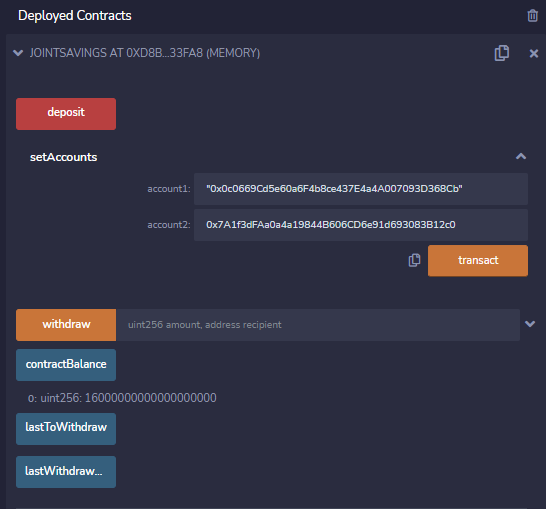 Deployed Contracts
JOINTSAVINGS AT 0XD8B...33FA8 (MEMORY)
deposit
setAccounts
account1: "0x0c0669Cd5e60a6F4b8ce437E4a4A007093D368Cb"
account2: 0x7A1f3dFAa0a4a19844B606CD6e91d693083B12c0
transact
withdraw uint256 amount, address recipient
contractBalance
0: uint256: 16000000000000000000
lastToWithdraw
lastWithdraw...